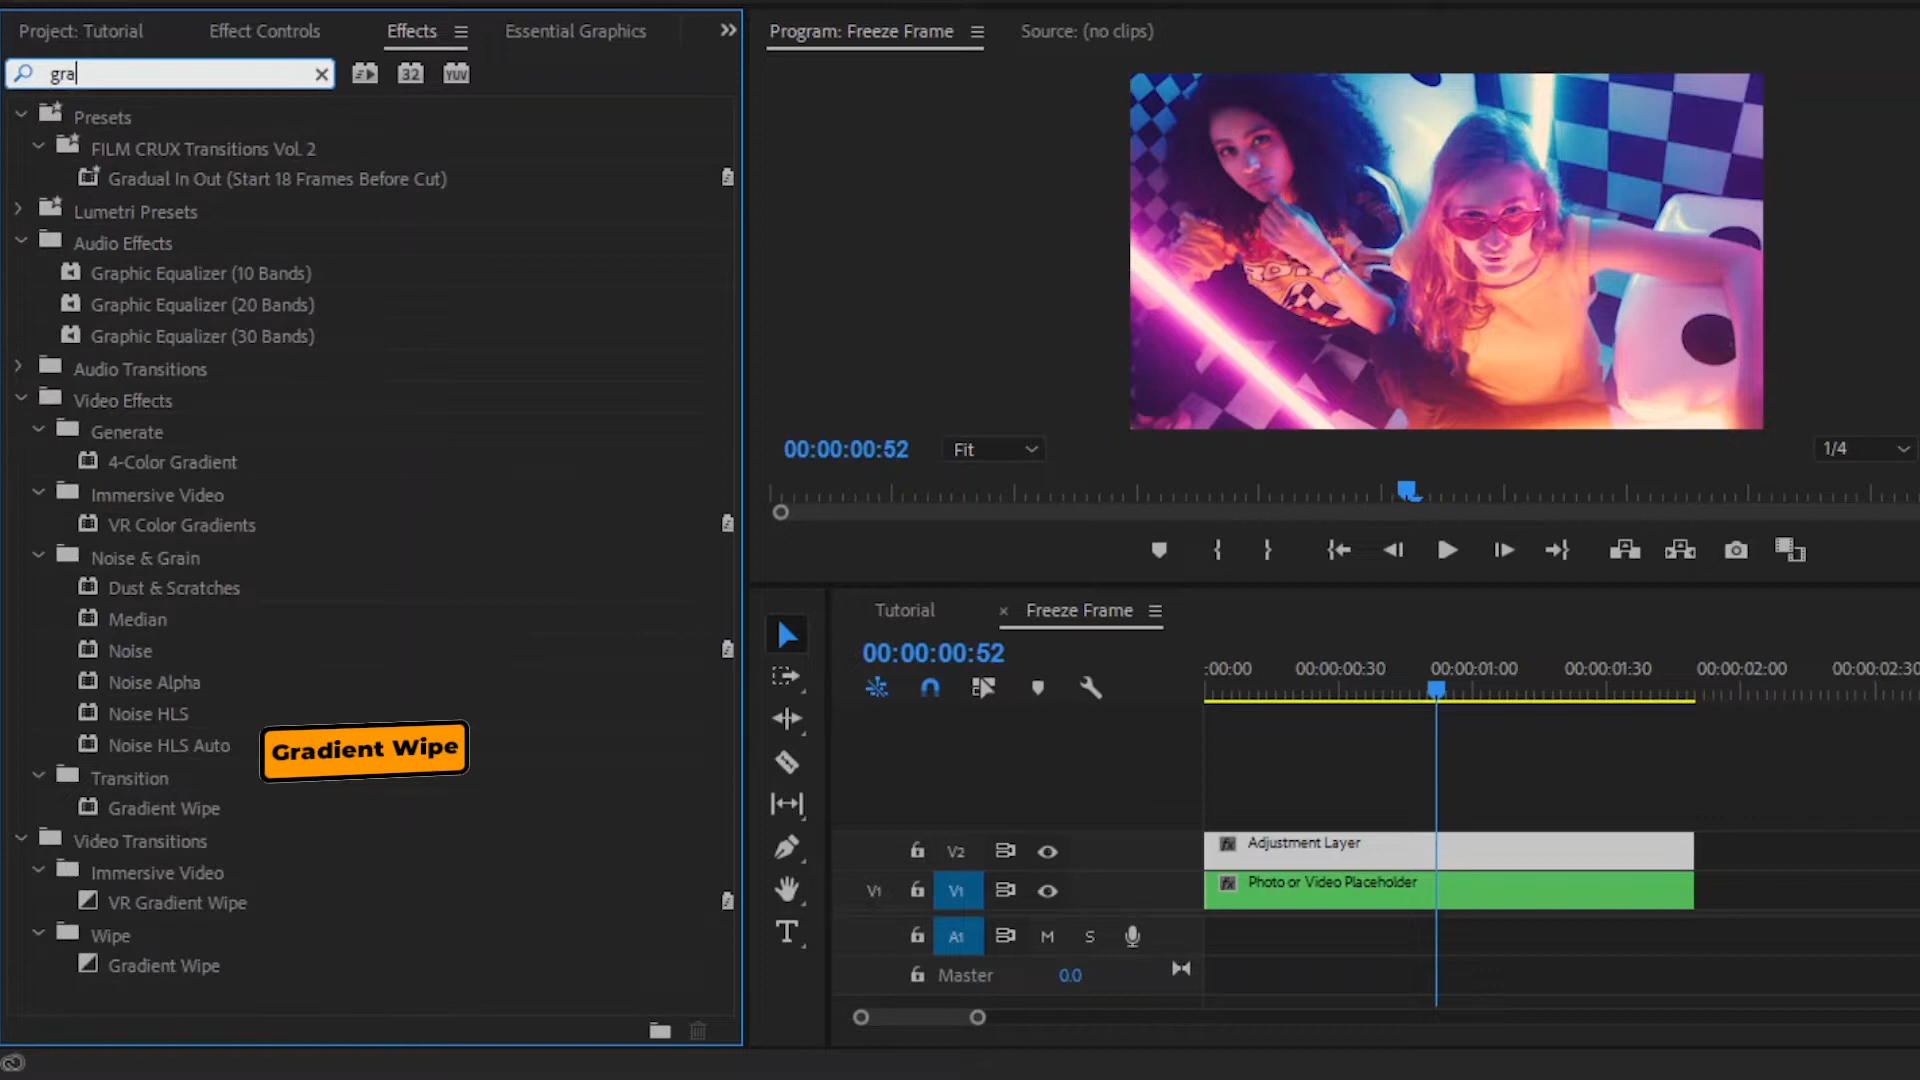 Project: Tutorial
Effect Controls
Effects
Essential Graphics
gra
32
YUV
Presets
FILM CRUX Transitions Vol. 2
Gradual In Out (Start 18 Frames Before Cut)
Lumetri Presets
Audio Effects
Graphic Equalizer (10 Bands)
Graphic Equalizer (20 Bands)
Graphic Equalizer (30 Bands)
Audio Transitions
Video Effects
Generate
4-Color Gradient
Immersive Video
VR Color Gradients
Noise & Grain
Dust & Scratches
Median
Noise
Noise Alpha
Noise HLS
Noise HLS Auto
Gradient Wipe
Transition
Gradient Wipe
Video Transitions
Immersive Video
VR Gradient Wipe
Wipe
Gradient Wipe
Program: Freeze Frame
Source: (no clips)
00:00:00:52
Fit
1/4
Tutorial
× Freeze Frame
00:00:00:52
:00:00 00:00:00:30 00:00:01:00 00:00:01:30 00:00:02:00 00:00:02:30
V2
fx Adjustment Layer
V1 V1
fx Photo or Video Placeholder
A1 M S
Master 0.0